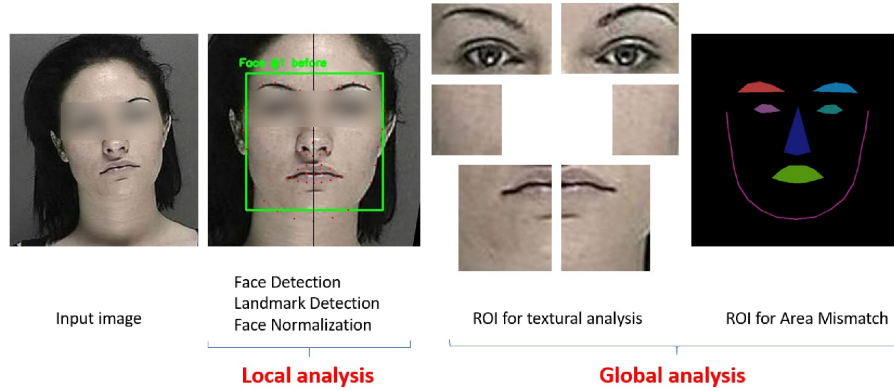 Face #1 before
Input image
Face Detection
Landmark Detection
Face Normalization
ROI for textural analysis
ROI for Area Mismatch
Local analysis
Global analysis